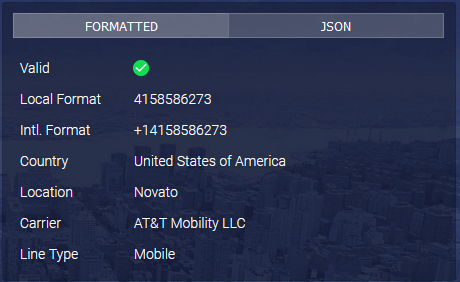 FORMATTED JSON
Valid
Local Format 4158586273
Intl. Format +14158586273
Country United States of America
Location Novato
Carrier AT&T Mobility LLC
Line Type Mobile